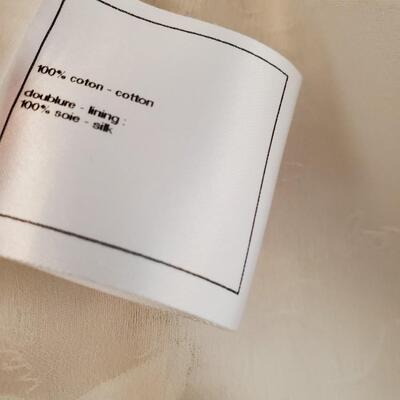 100% coton - cotton
doublure - lining :
100% soie - silk